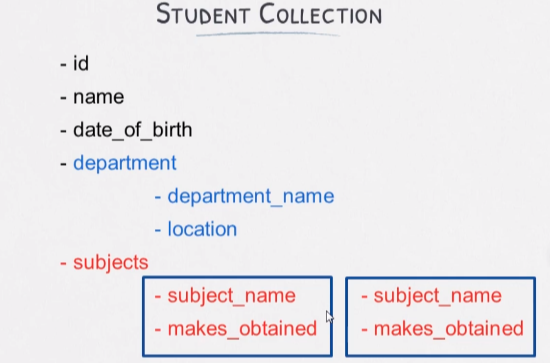 STUDENT COLLECTION
- id
- name
- date_of_birth
- department
- department_name
- location
- subjects
- subject_name - subject_name
- makes_obtained - makes_obtained